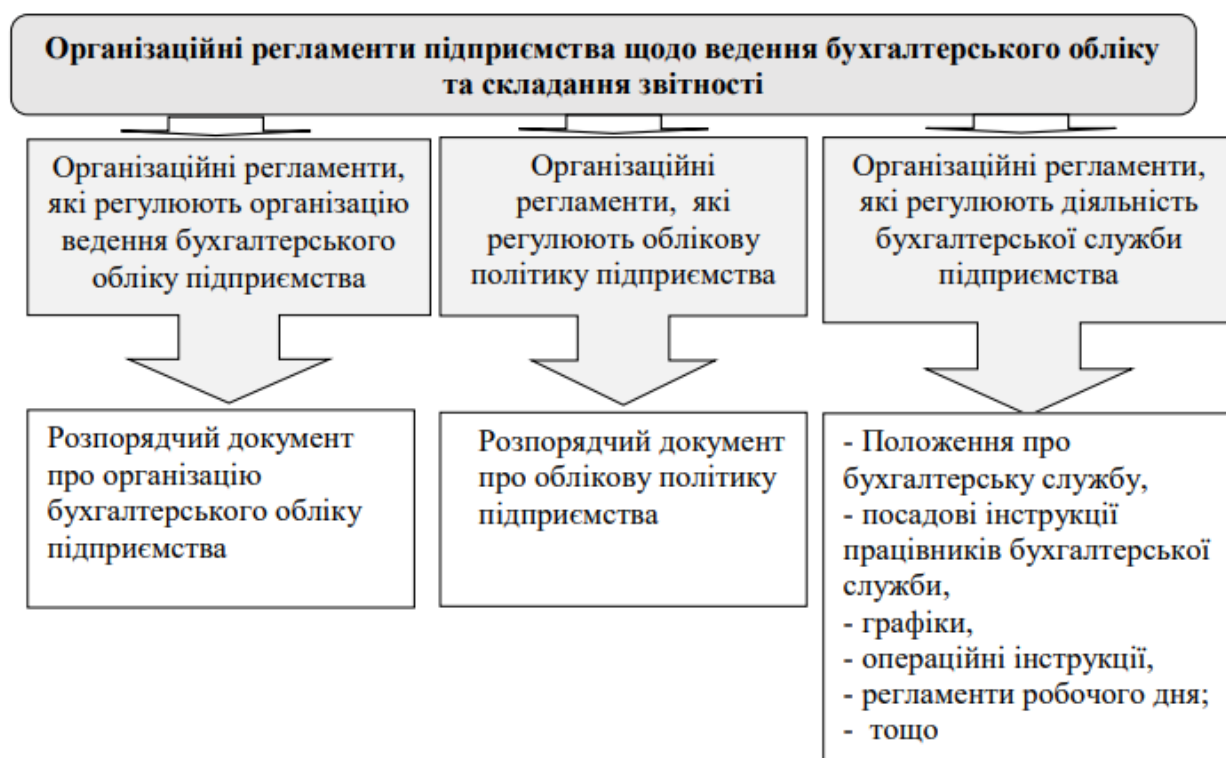 Організаційні регламенти підприємства щодо ведення бухгалтерського обліку
та складання звітності
Організаційні регламенти,
які регулюють організацію
ведення бухгалтерського
обліку підприємства
Організаційні
регламенти, які
регулюють облікову
політику підприємства
Організаційні регламенти,
які регулюють діяльність
бухгалтерської служби
підприємства
Розпорядчий документ
про організацію
бухгалтерського обліку
підприємства
Розпорядчий документ
про облікову політику
підприємства
- Положення про
бухгалтерську службу,
- посадові інструкції
працівників бухгалтерської
служби,
- графіки,
- операційні інструкції,
- регламенти робочого дня;
- тощо